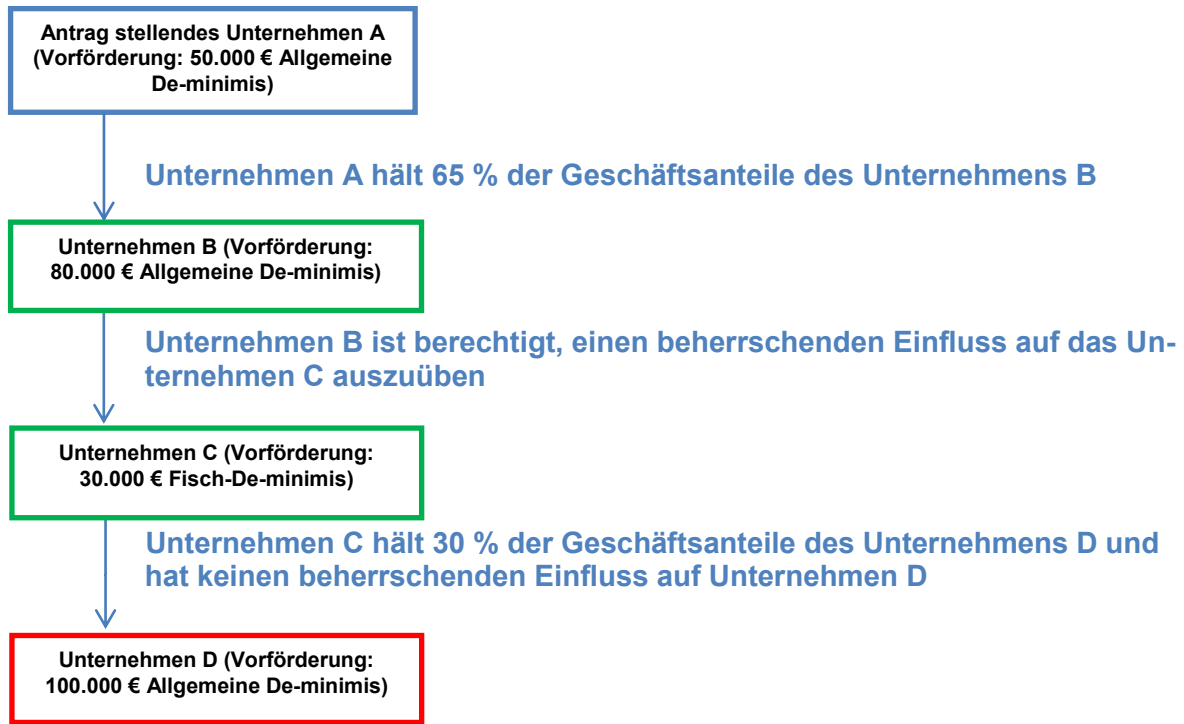 Antrag stellendes Unternehmen A
(Vorförderung: 50.000 € Allgemeine
De-minimis)
Unternehmen A hält 65 % der Geschäftsanteile des Unternehmens B
Unternehmen B (Vorförderung:
80.000 € Allgemeine De-minimis)
Unternehmen B ist berechtigt, einen beherrschenden Einfluss auf das Un-
ternehmen C auszuüben
Unternehmen C (Vorförderung:
30.000 € Fisch-De-minimis)
Unternehmen C hält 30 % der Geschäftsanteile des Unternehmens D und
hat keinen beherrschenden Einfluss auf Unternehmen D
Unternehmen D (Vorförderung:
100.000 € Allgemeine De-minimis)